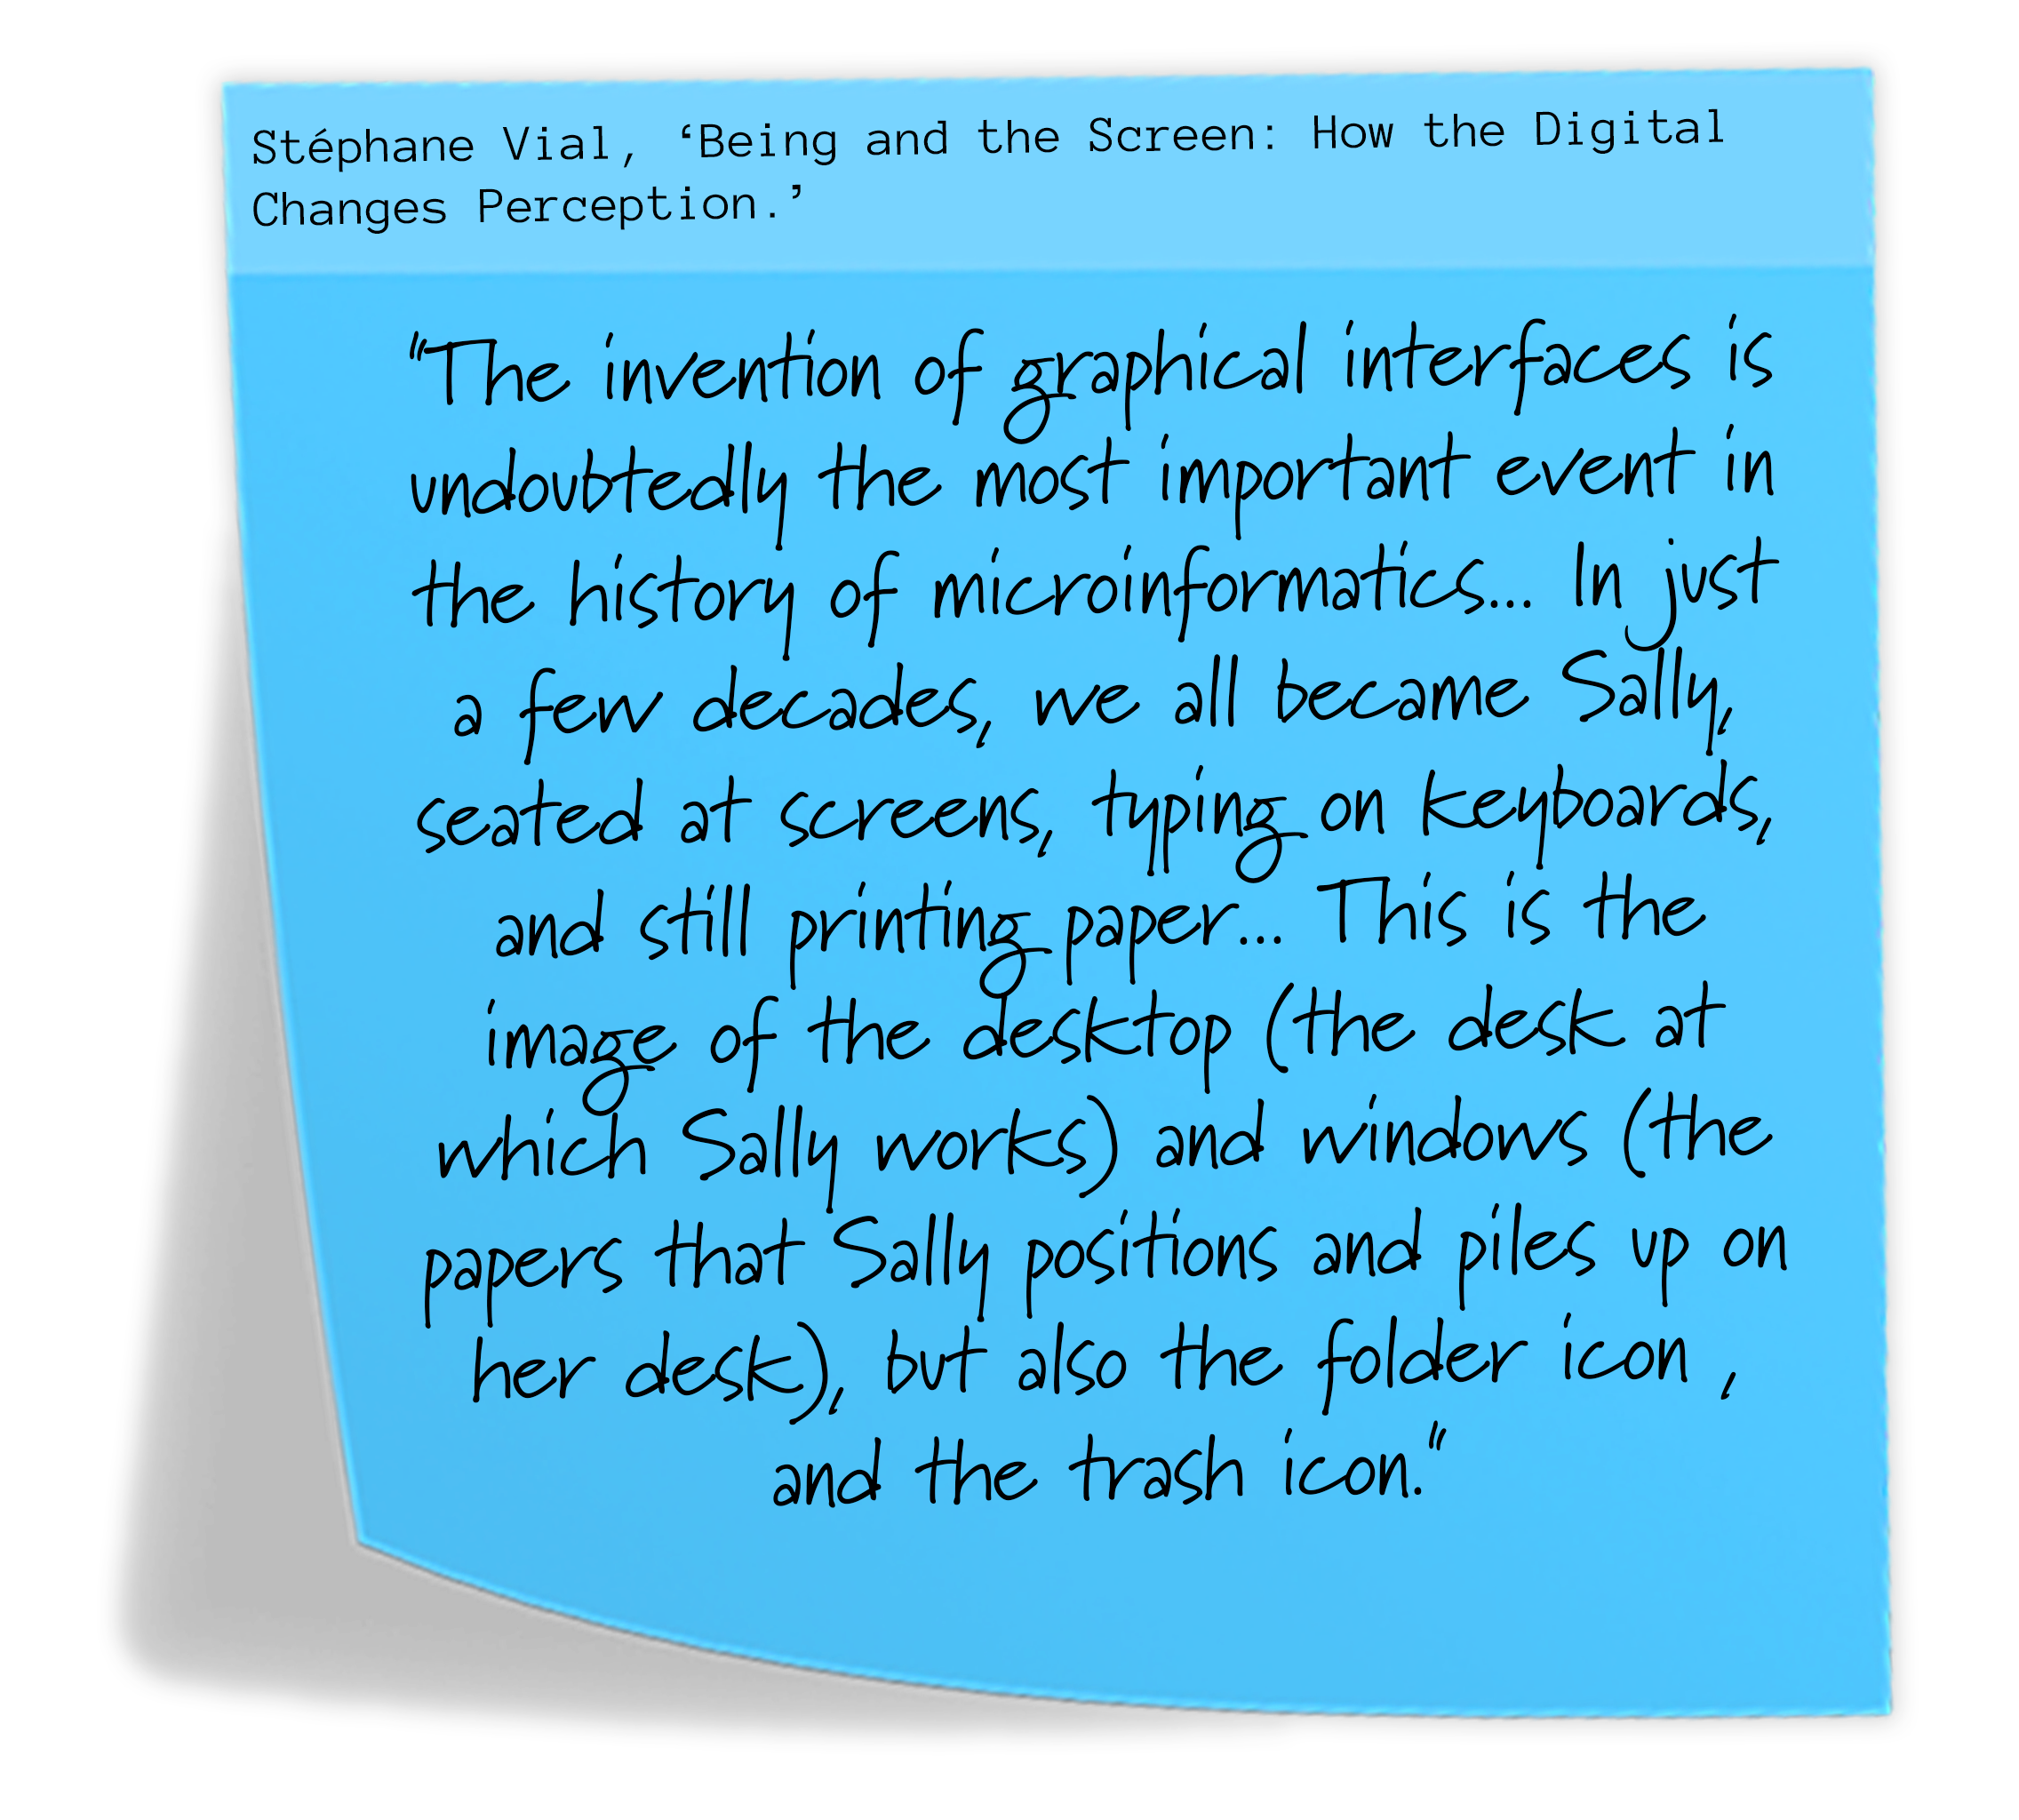 Stéphane Vial, ‘Being and the Screen: How the Digital
Changes Perception.’
“The invention of graphical interfaces is
undoubtedly the most important event in
the history of microinformatics... In just
a few decades, we all became Sally,
seated at screens, typing on keyboards,
and still printing paper... This is the
image of the desktop (the desk at
which Sally works) and windows (the
papers that Sally positions and piles up on
her desk), but also the folder icon ,
and the trash icon.“